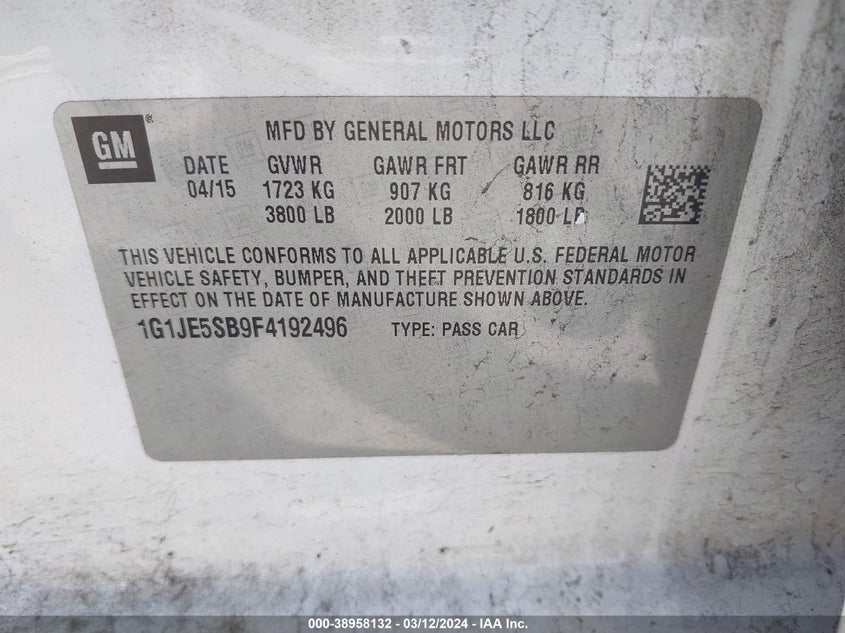 GM ®
MFD BY GENERAL MOTORS LLC
DATE GVWR GAWR FRT GAWR RR
04/15 1723 KG 907 KG 816 KG
3800 LB 2000 LB 1800 LB
THIS VEHICLE CONFORMS TO ALL APPLICABLE U.S. FEDERAL MOTOR
VEHICLE SAFETY, BUMPER, AND THEFT PREVENTION STANDARDS IN
EFFECT ON THE DATE OF MANUFACTURE SHOWN ABOVE.
1G1JE5SB9F4192496 TYPE: PASS CAR
000-38958132 - 03/12/2024 - IAA Inc.